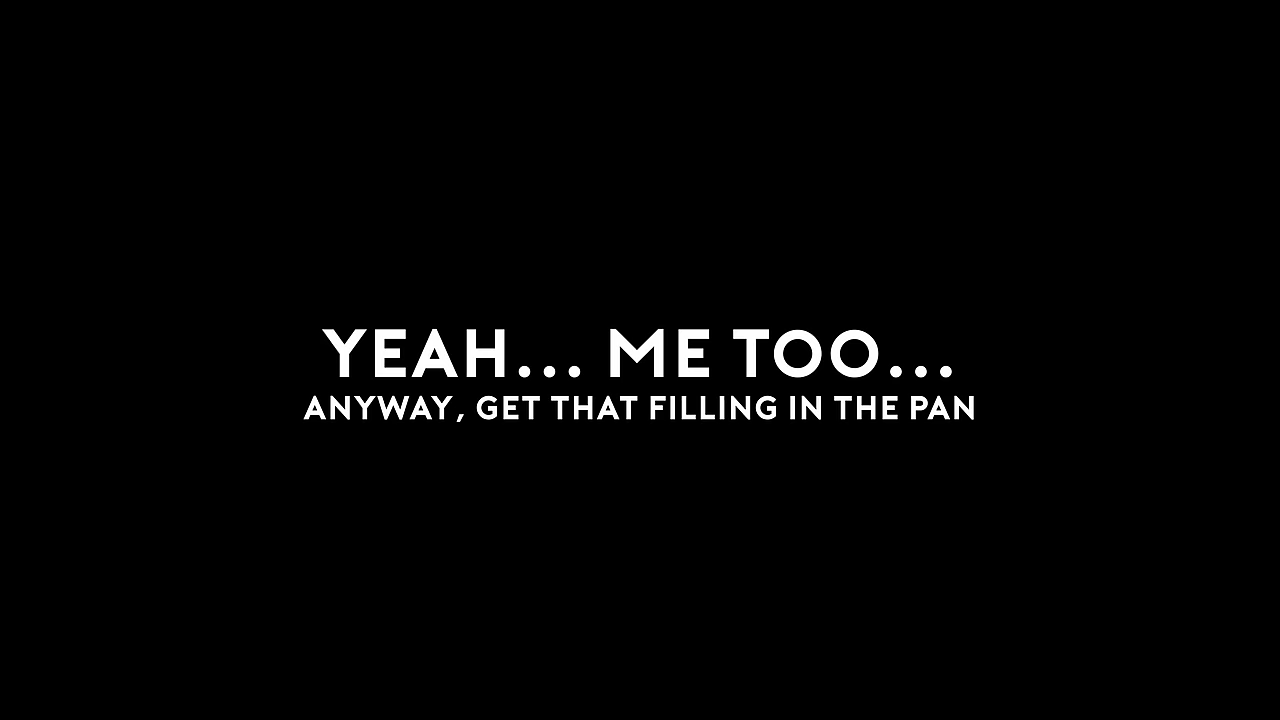 YEAH... ME TOO...
ANYWAY, GET THAT FILLING IN THE PAN